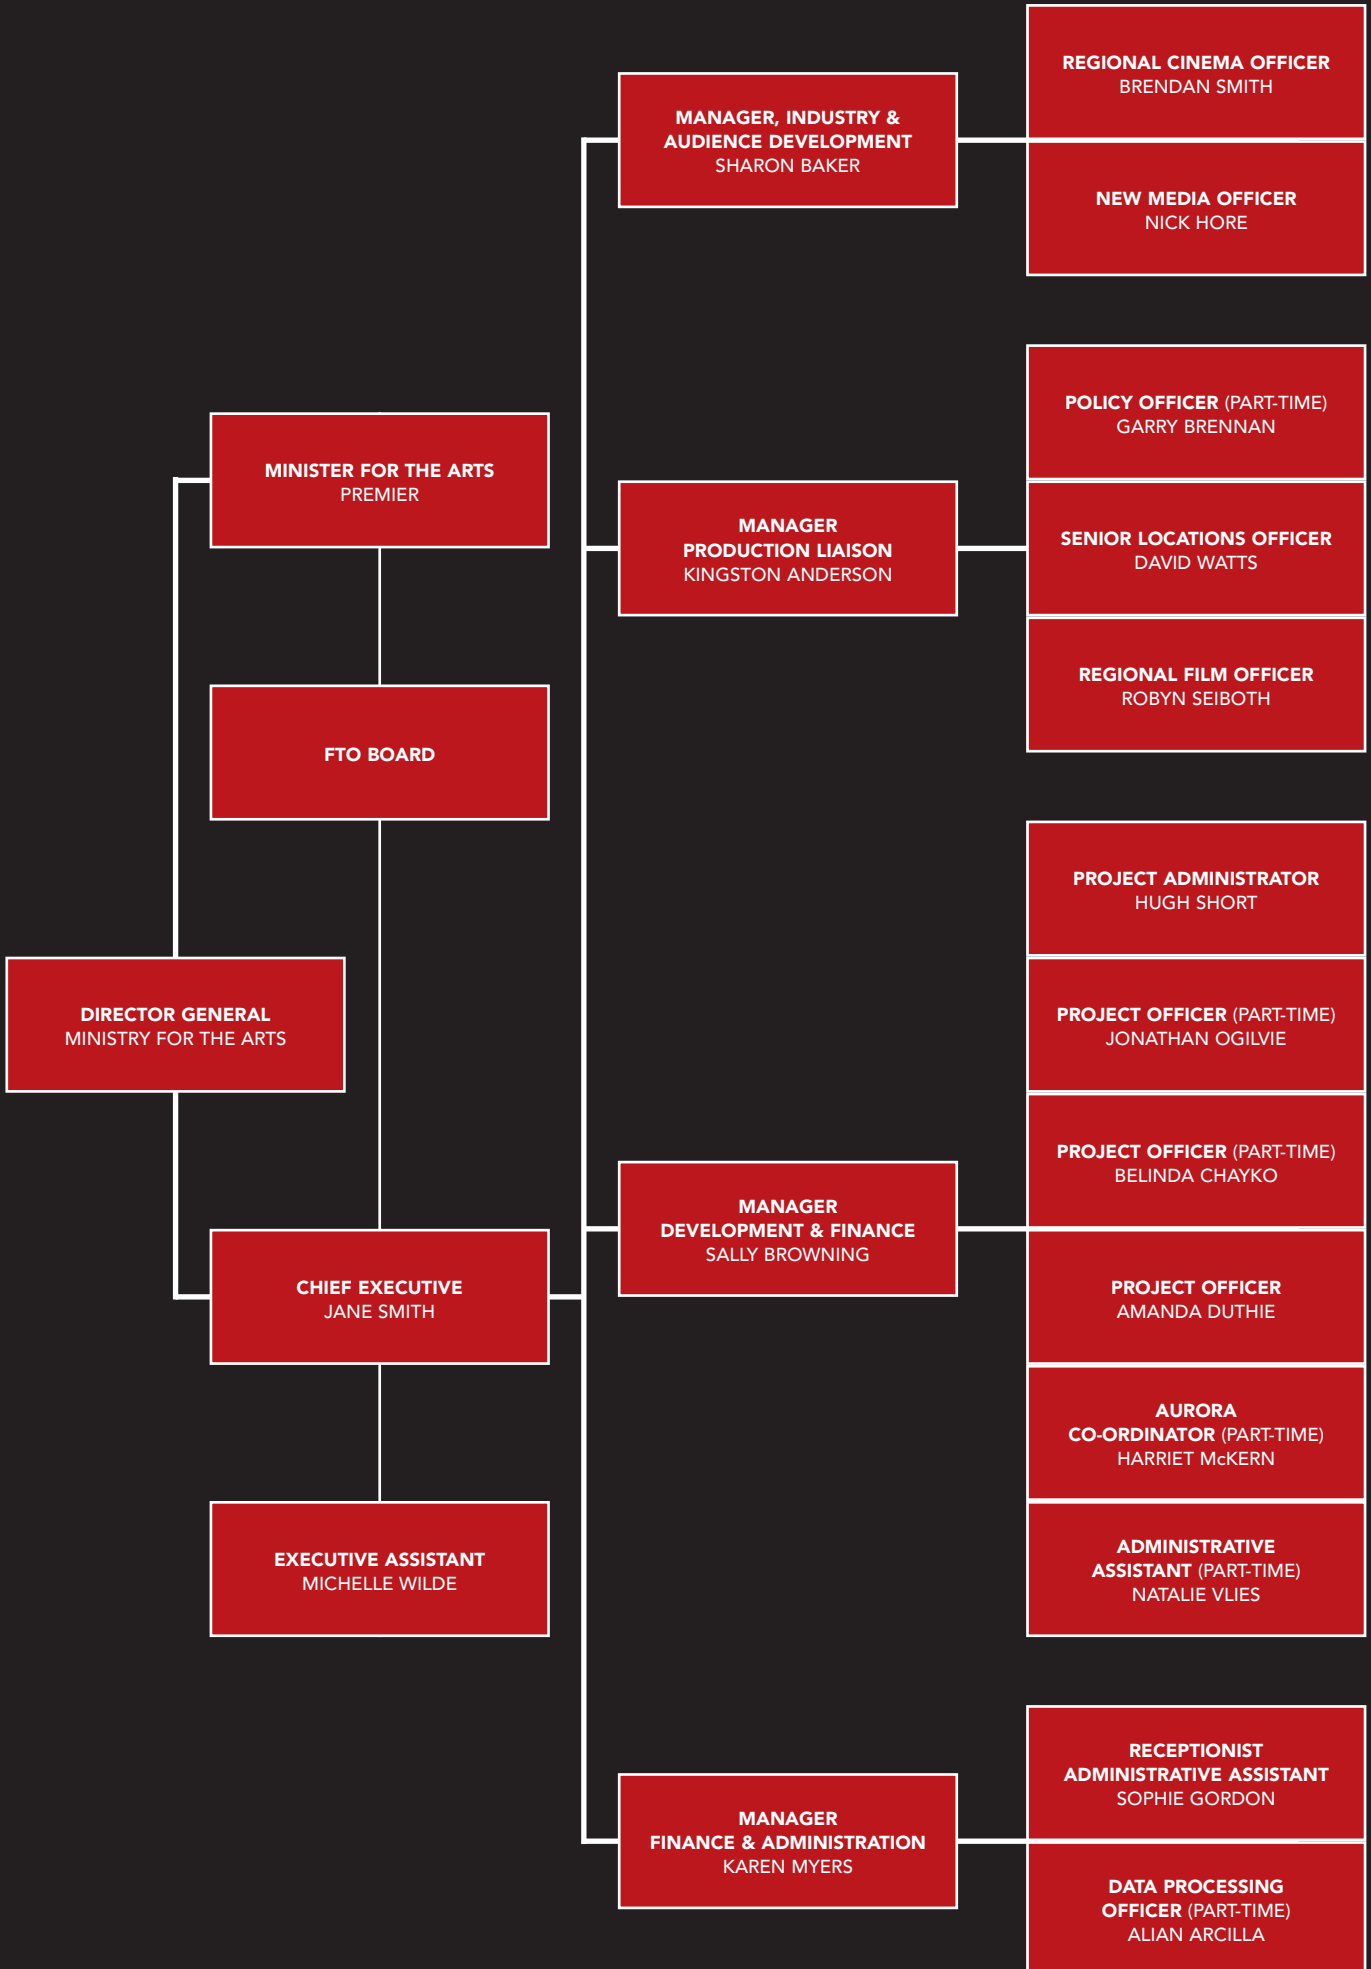 REGIONAL CINEMA OFFICER
BRENDAN SMITH
MANAGER, INDUSTRY &
AUDIENCE DEVELOPMENT
SHARON BAKER
NEW MEDIA OFFICER
NICK HORE
POLICY OFFICER (PART-TIME)
GARRY BRENNAN
MINISTER FOR THE ARTS
PREMIER
MANAGER
PRODUCTION LIAISON
KINGSTON ANDERSON
SENIOR LOCATIONS OFFICER
DAVID WATTS
REGIONAL FILM OFFICER
ROBYN SEIBOTH
FTO BOARD
PROJECT ADMINISTRATOR
HUGH SHORT
DIRECTOR GENERAL
MINISTRY FOR THE ARTS
PROJECT OFFICER (PART-TIME)
JONATHAN OGILVIE
PROJECT OFFICER (PART-TIME)
BELINDA CHAYKO
MANAGER
DEVELOPMENT & FINANCE
SALLY BROWNING
CHIEF EXECUTIVE
JANE SMITH
PROJECT OFFICER
AMANDA DUTHIE
AURORA
CO-ORDINATOR (PART-TIME)
HARRIET McKERN
EXECUTIVE ASSISTANT
MICHELLE WILDE
ADMINISTRATIVE
ASSISTANT (PART-TIME)
NATALIE VLIES
RECEPTIONIST
ADMINISTRATIVE ASSISTANT
SOPHIE GORDON
MANAGER
FINANCE & ADMINISTRATION
KAREN MYERS
DATA PROCESSING
OFFICER (PART-TIME)
ALIAN ARCILLA